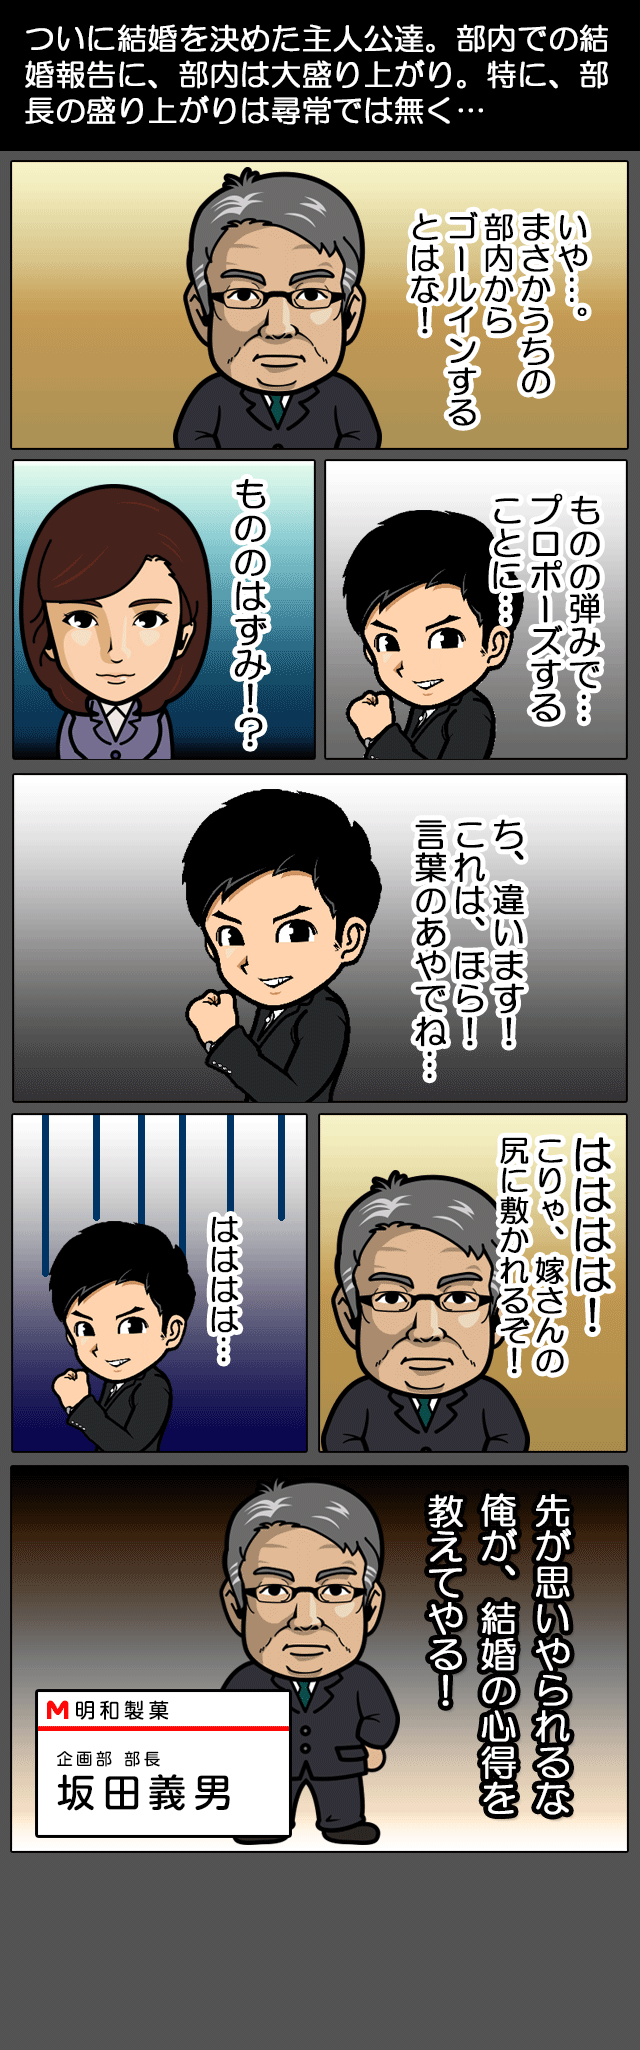 ついに結婚を決めた主人公達。部内での結
婚報告に、部内は大盛り上がり。特に、部
長の盛り上がりは尋常では無く…
いや…。
まさかうちの
部内から
ゴールインする
とはな！
ものの弾みで…
プロポーズする
ことに…
もののはずみ！？
ち、違います！
これは、ほら！
言葉のあやでね…
はははは！
こりゃ、嫁さんの
尻に敷かれるぞ！
はははは…
先が思いやられるな
俺が、結婚の心得を
教えてやる！
M 明和製菓
企画部 部長
坂田義男